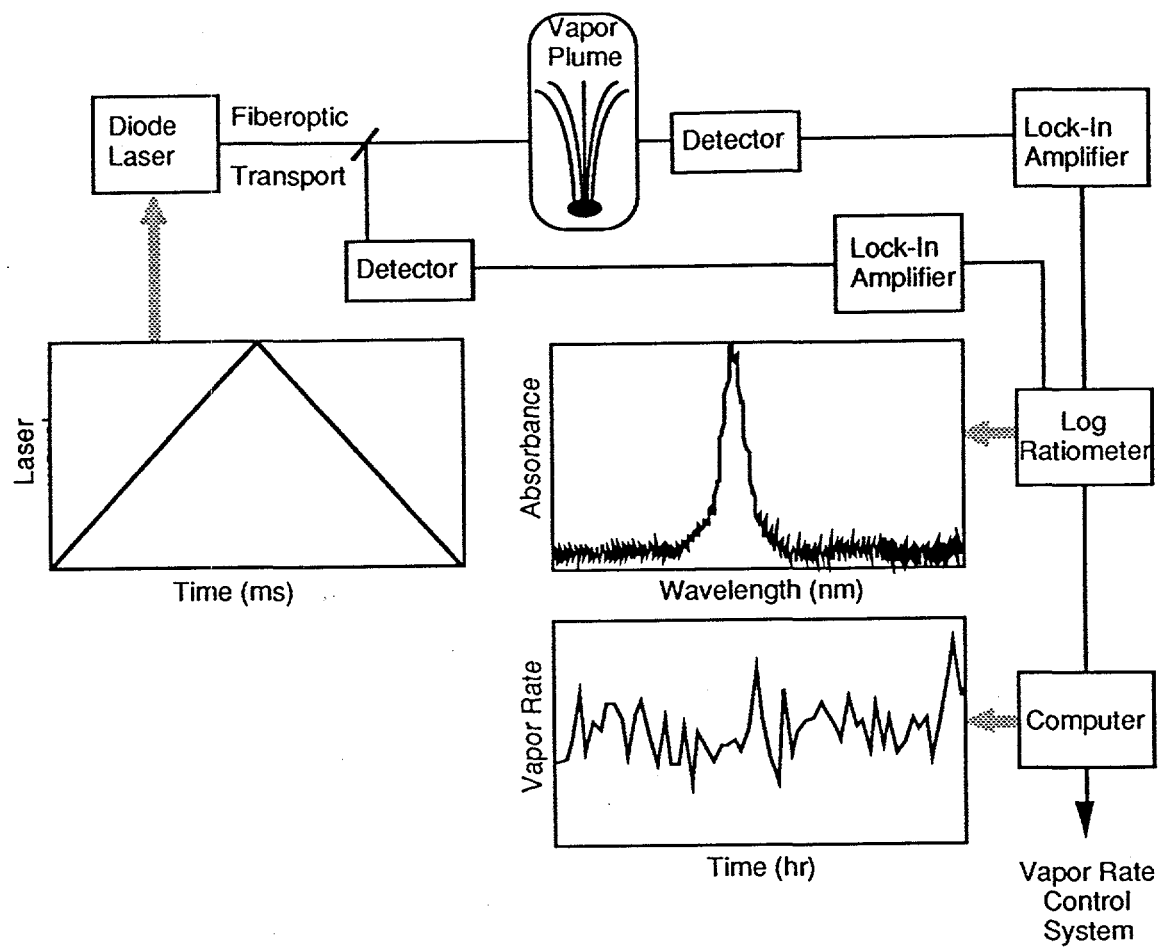 Vapor
Plume
Diode
Laser
Fiberoptic
Transport
Detector
Lock-In
Amplifier
Detector
Lock-In
Amplifier
Laser
Time (ms)
Absorbance
Wavelength (nm)
Log
Ratiometer
Vapor Rate
Time (hr)
Computer
Vapor Rate
Control
System